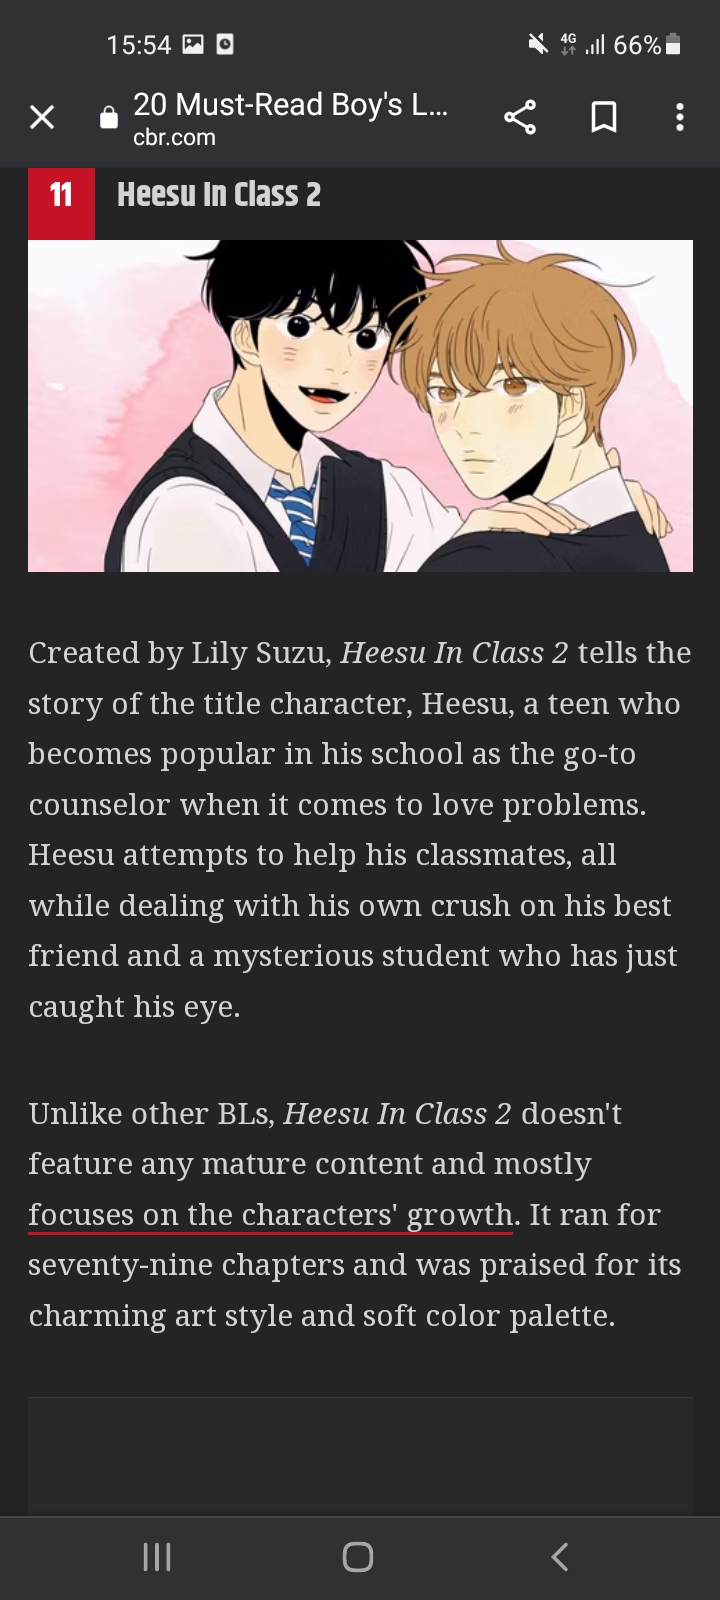 15:54
4G 66%
20 Must-Read Boy's L...
cbr.com
11 Heesu In Class 2
Created by Lily Suzu, Heesu In Class 2 tells the
story of the title character, Heesu, a teen who
becomes popular in his school as the go-to
counselor when it comes to love problems.
Heesu attempts to help his classmates, all
while dealing with his own crush on his best
friend and a mysterious student who has just
caught his eye.
Unlike other BLs, Heesu In Class 2 doesn't
feature any mature content and mostly
focuses on the characters' growth. It ran for
seventy-nine chapters and was praised for its
charming art style and soft color palette.